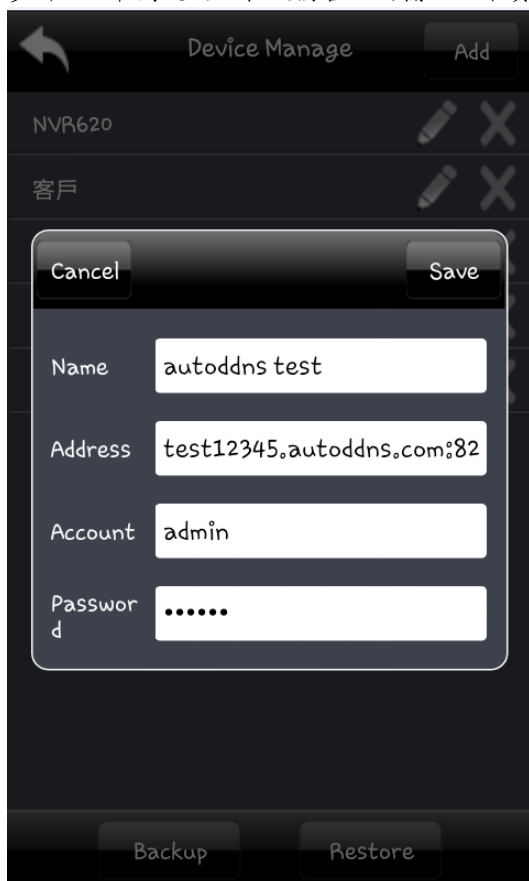 Device Manage
Add
NVR620
客戶
Cancel
Save
Name
autoddns test
Address
test12345.autoddns.com:82
Account
admin
Passwor
d
••••••
Backup
Restore